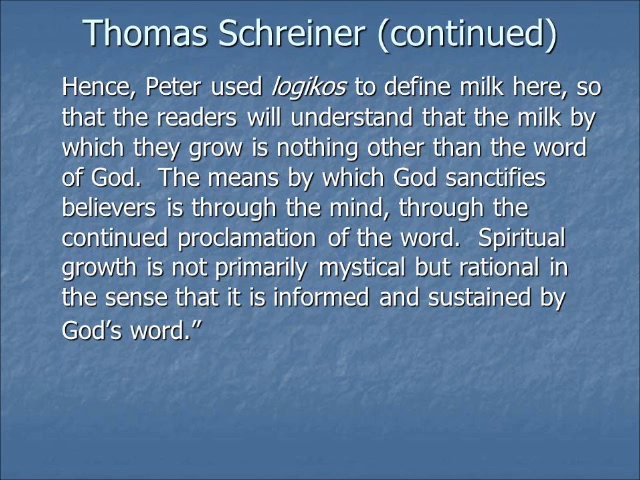 Thomas Schreiner (continued)
Hence, Peter used logikos to define milk here, so
that the readers will understand that the milk by
which they grow is nothing other than the word
of God.  The means by which God sanctifies
believers is through the mind, through the
continued proclamation of the word.  Spiritual
growth is not primarily mystical but rational in
the sense that it is informed and sustained by
God’s word.”